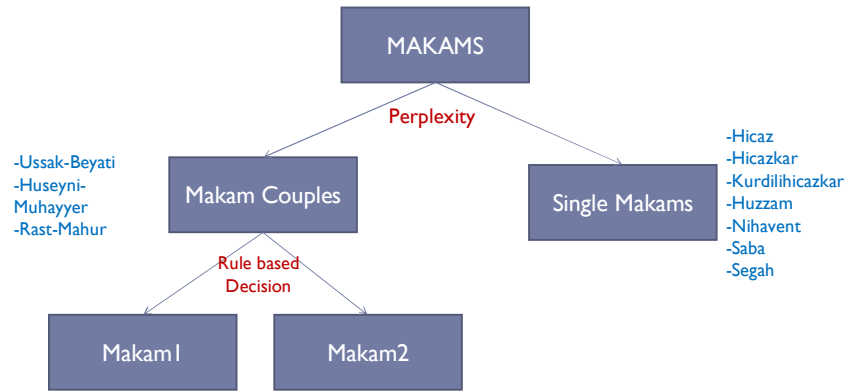 MAKAMS
Perplexity
-Ussak-Beyati
-Huseyni-
Muhayyer
-Rast-Mahur
Makam Couples
Single Makams
-Hicaz
-Hicazkar
-Kurdilihicazkar
-Huzzam
-Nihavent
-Saba
-Segah
Rule based
Decision
Makam1
Makam2